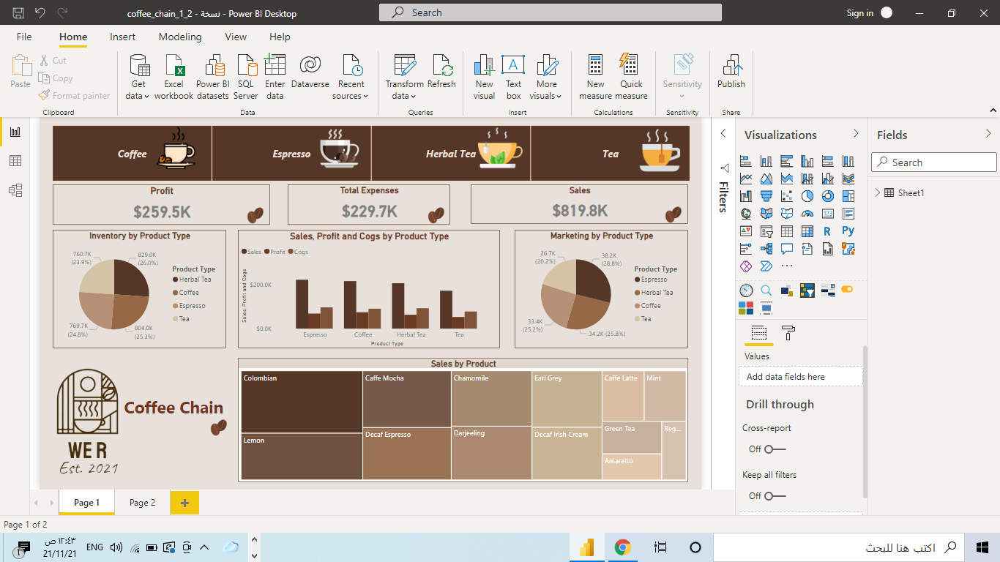 coffee_chain_1_2 - نسخة - Power BI Desktop
Search
Sign in
File
Home
Insert
Modeling
View
Help
Paste
Cut
Copy
Format painter
Clipboard
Get data
Excel workbook
Power BI datasets
SQL Server
Enter data
Dataverse
Recent sources
Data
Transform data
Refresh
Queries
New visual
Text box
More visuals
Insert
New measure
Quick measure
Calculations
Sensitivity
Sensitivity
Publish
Share
Coffee
Espresso
Herbal Tea
Tea
Profit
$259.5K
Total Expenses
$229.7K
Sales
$819.8K
Inventory by Product Type
760.7K
(23.9%)
829.0K
(26.0%)
789.7K
(24.8%)
804.0K
(25.3%)
Product Type
Herbal Tea
Coffee
Espresso
Tea
Sales, Profit and Cogs by Product Type
Sales
Profit
Cogs
Sales, Profit and Cogs
$200.0K
$0.0K
Espresso
Coffee
Herbal Tea
Tea
Product Type
Marketing by Product Type
26.7K
(20.2%)
38.2K
(28.8%)
33.4K
(25.2%)
34.2K (25.8%)
Product Type
Espresso
Herbal Tea
Coffee
Tea
WE R
Est. 2021
Coffee Chain
Sales by Product
Colombian
Lemon
Caffe Mocha
Decaf Espresso
Chamomile
Darjeeling
Earl Grey
Decaf Irish Cream
Caffe Latte
Mint
Green Tea
Reg...
Amaretto
Filters
Visualizations
123
R
Py
Values
Add data fields here
Drill through
Cross-report
Off
Keep all filters
Off
Fields
Search
Sheet1
Page 1
Page 2
Page 1 of 2
١
١٢:٤٣ ص
21/11/21
ENG
اكتب هنا للبحث